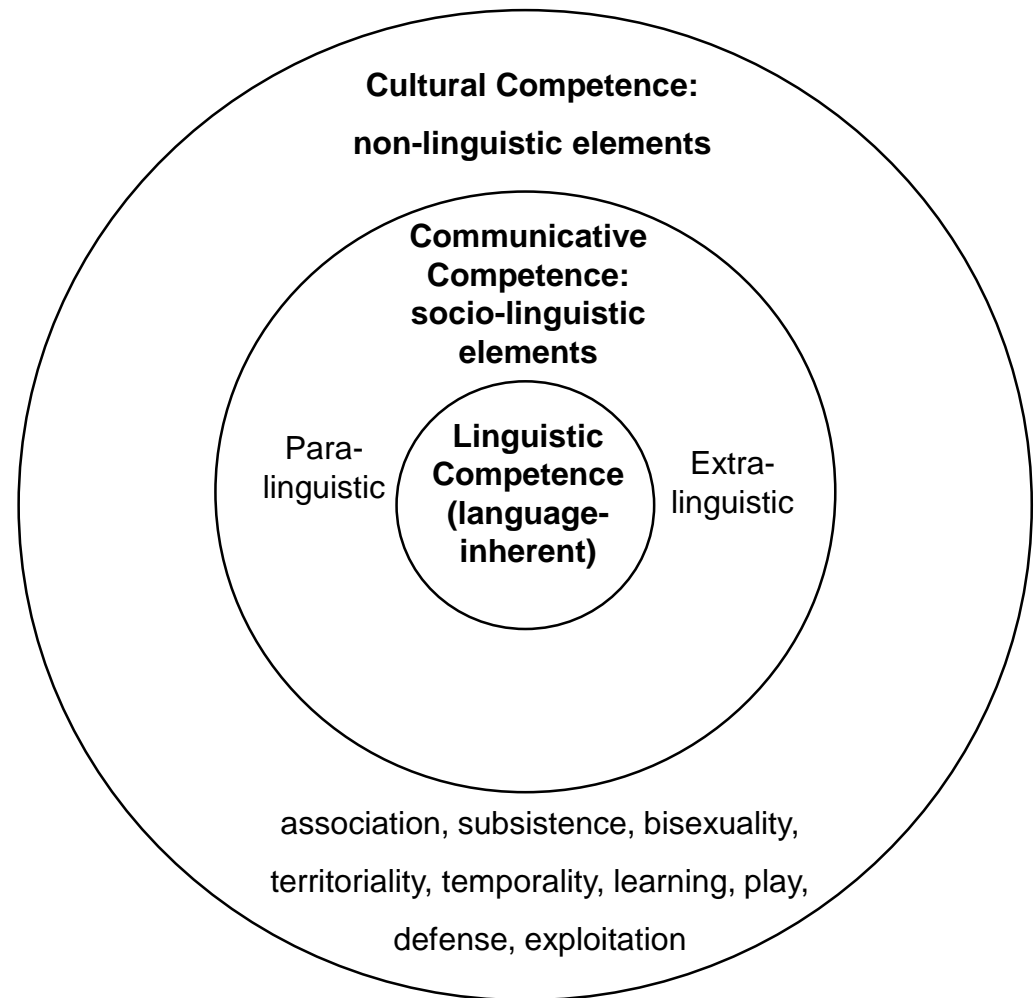 Cultural Competence:
non-linguistic elements
Communicative
Competence:
socio-linguistic
elements
Para-
linguistic
Linguistic
Competence
(language-
inherent)
Extra-
linguistic
association, subsistence, bisexuality,
territoriality, temporality, learning, play,
defense, exploitation